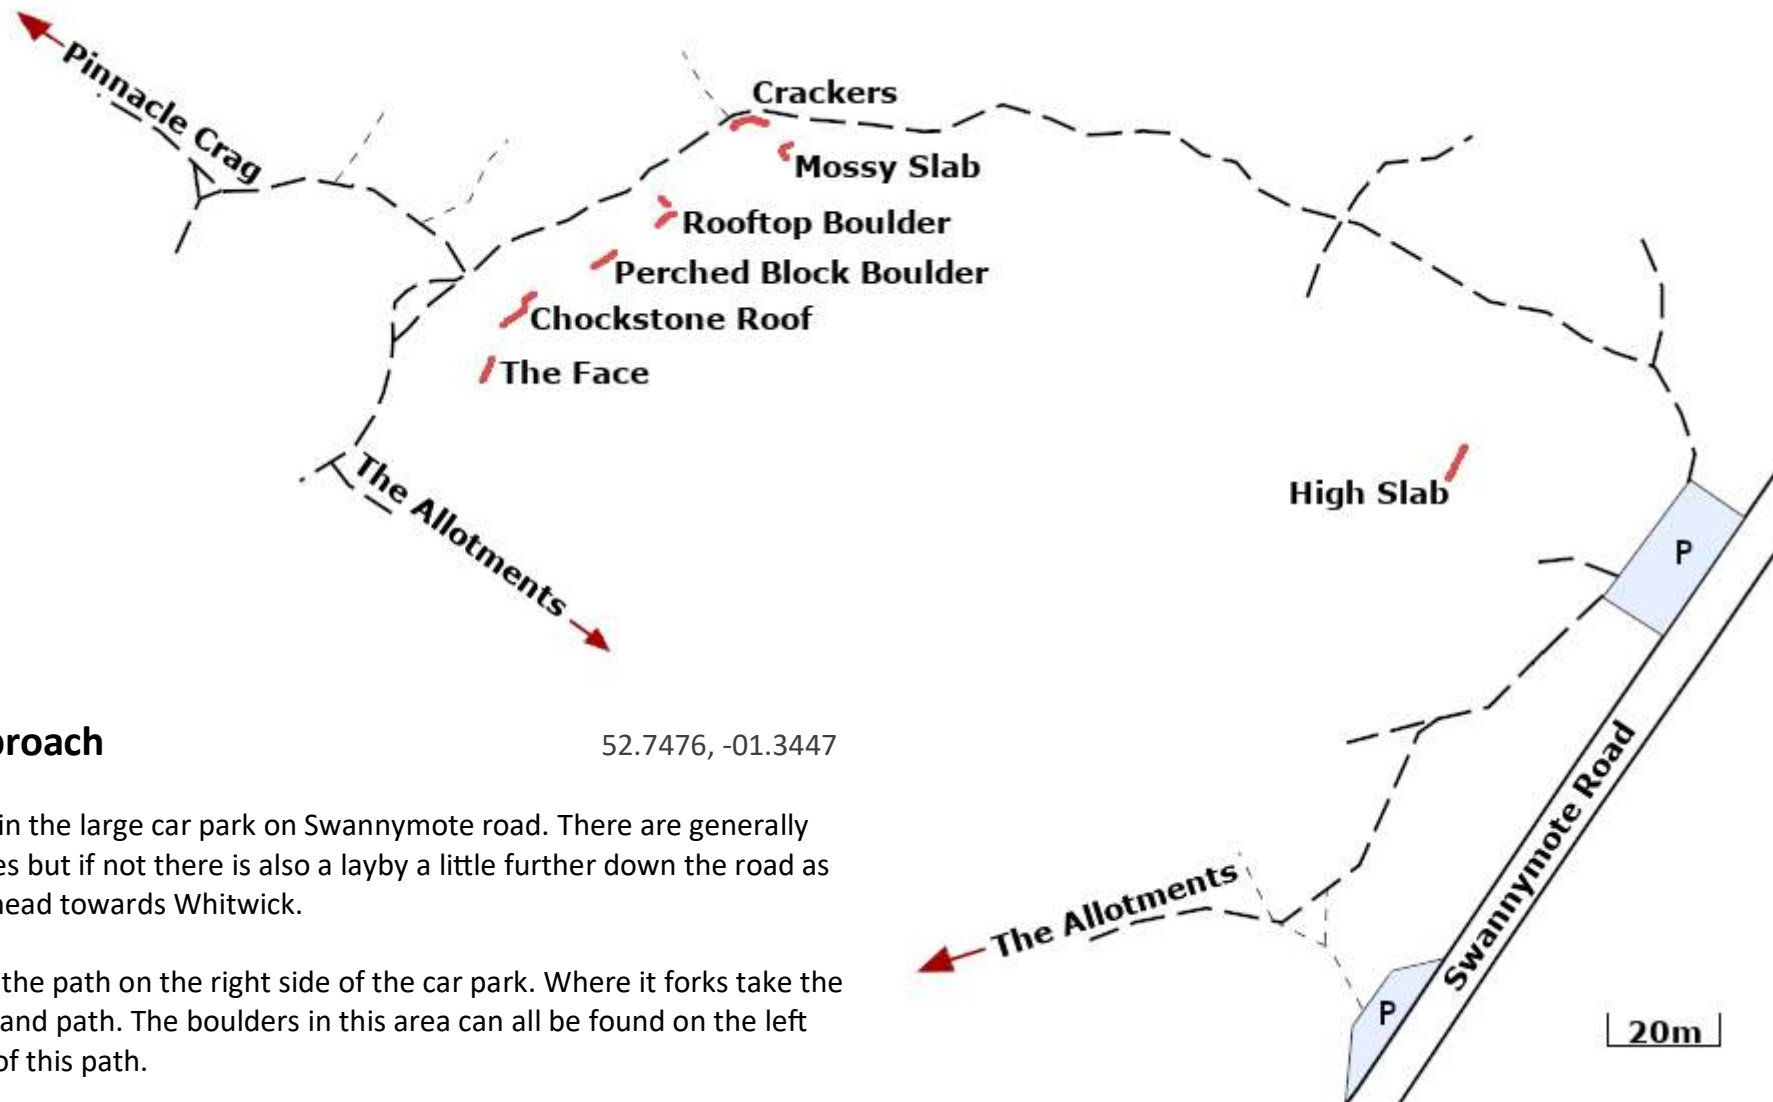 Pinnacle Crag
Crackers
Mossy Slab
Rooftop Boulder
Perched Block Boulder
Chockstone Roof
The Face
The Allotments
High Slab
P
Swannymote Road
The Allotments
P
20m
proach
52.7476, -01.3447
in the large car park on Swannymote road. There are generally
es but if not there is also a layby a little further down the road as
head towards Whitwick.
the path on the right side of the car park. Where it forks take the
and path. The boulders in this area can all be found on the left
of this path.